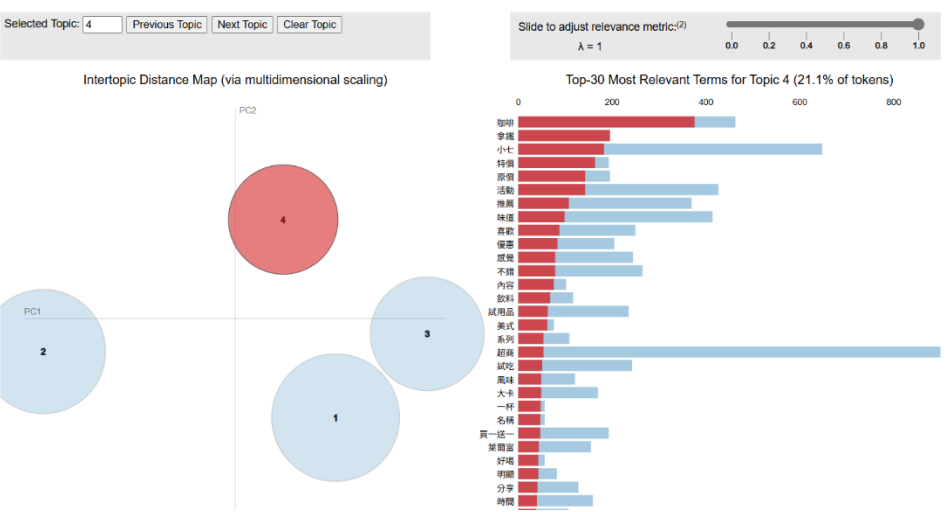 Selected Topic: 4 Previous Topic Next Topic Clear Topic
Slide to adjust relevance metric:(2)
λ = 1
0.0 0.2 0.4 0.6 0.8 1.0
Intertopic Distance Map (via multidimensional scaling)
PC2
PC1
4
2
3
1
Top-30 Most Relevant Terms for Topic 4 (21.1% of tokens)
0 200 400 600 800
咖啡
拿鐵
小七
特價
原價
活動
推薦
味道
喜歡
優惠
感覺
不錯
內容
飲料
試用品
美式
系列
超商
試吃
風味
大卡
一杯
名稱
買一送一
萊爾富
好喝
明顯
分享
時間